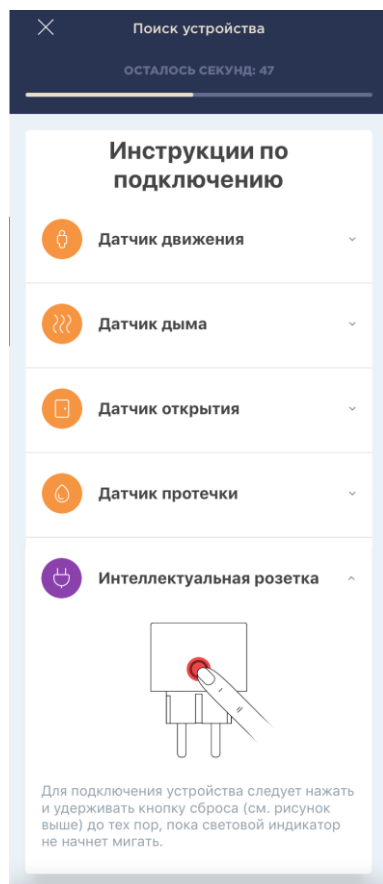 Поиск устройства
ОСТАЛОСЬ СЕКУНД: 47
Инструкции по
подключению
Датчик движения
Датчик дыма
Датчик открытия
Датчик протечки
Интеллектуальная розетка
Для подключения устройства следует нажать
и удерживать кнопку сброса (см. рисунок
выше) до тех пор, пока световой индикатор
не начнет мигать.